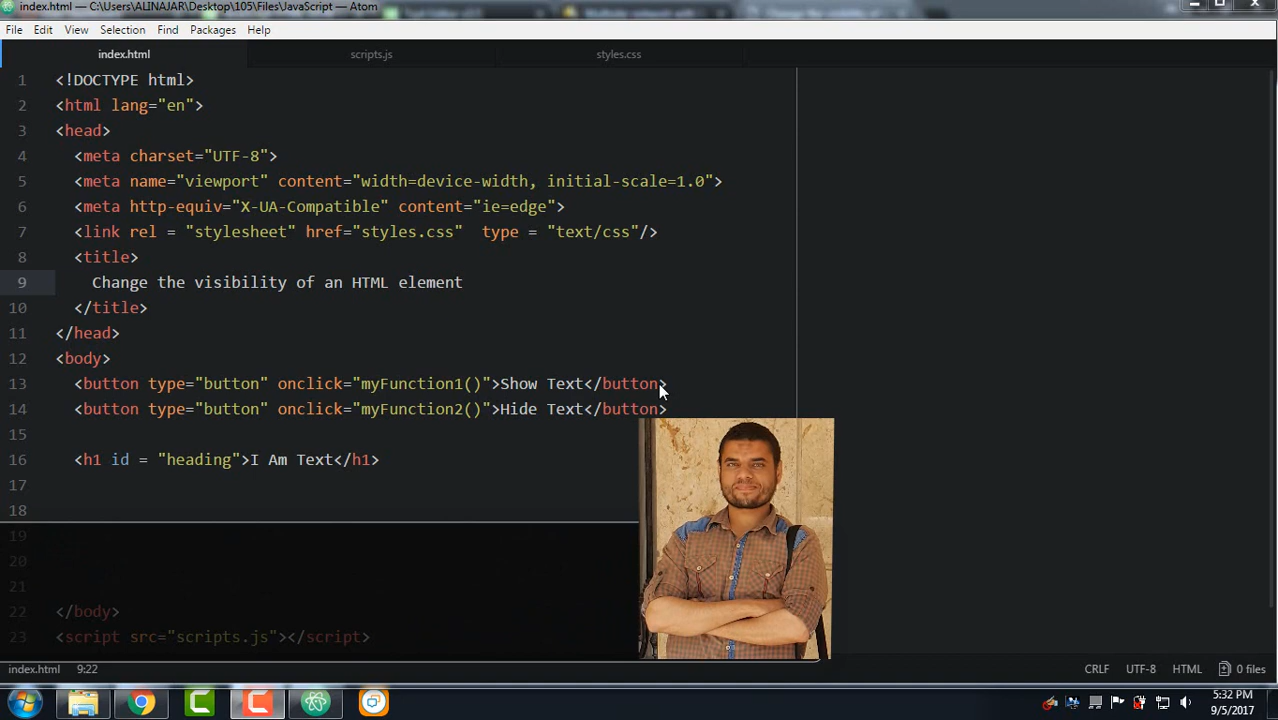 index.html — C:\Users\ALINAJAR\Desktop\105\Files\JavaScript — Atom
File Edit View Selection Find Packages Help
index.html scripts.js styles.css
1 <!DOCTYPE html>
2 <html lang="en">
3 <head>
4 <meta charset="UTF-8">
5 <meta name="viewport" content="width=device-width, initial-scale=1.0">
6 <meta http-equiv="X-UA-Compatible" content="ie=edge">
7 <link rel = "stylesheet" href="styles.css"  type = "text/css"/>
8 <title>
9 Change the visibility of an HTML element
10 </title>
11 </head>
12 <body>
13 <button type="button" onclick="myFunction1()">Show Text</button>
14 <button type="button" onclick="myFunction2()">Hide Text</button>
15
16 <h1 id = "heading">I Am Text</h1>
17
18
19
20
21
22 </body>
23 <script src="scripts.js"></script>
index.html 9:22 CRLF UTF-8 HTML 0 files
5:32 PM
9/5/2017